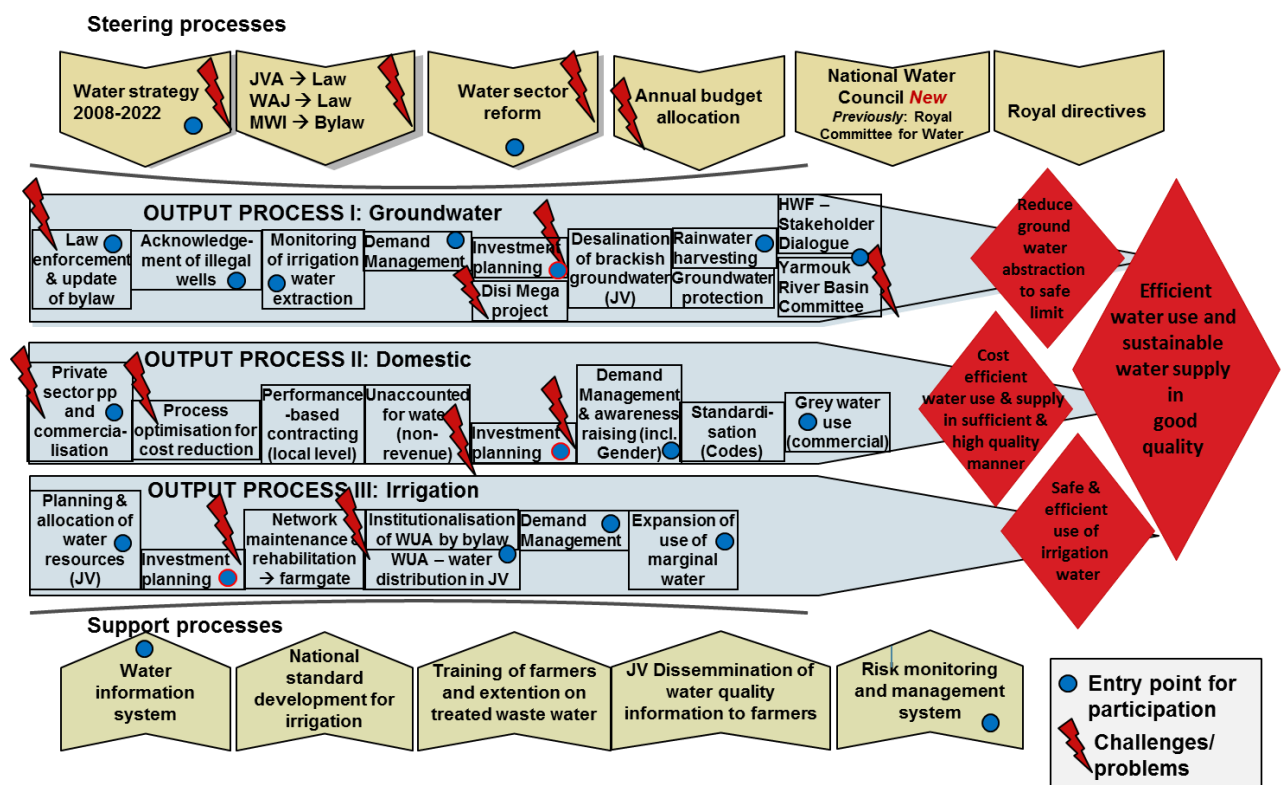 Steering processes
Water strategy
2008-2022
JVA → Law
WAJ → Law
MWI → Bylaw
Water sector
reform
Annual budget
allocation
National Water
Council New
Previously: Royal
Committee for Water
Royal directives
OUTPUT PROCESS I: Groundwater
Law
enforcement
& update
of bylaw
Acknowledge-
ment of illegal
wells
Monitoring
of irrigation
water
extraction
Demand
Management
Investment
planning
Disi Mega
project
Desalination
of brackish
groundwater
(JV)
Rainwater
harvesting
Groundwater
protection
HWF –
Stakeholder
Dialogue
Yarmouk
River Basin
Committee
Reduce
ground
water
abstraction
to safe
limit
OUTPUT PROCESS II: Domestic
Private
sector pp
and
commercia-
lisation
Process
optimisation for
cost reduction
Performance
-based
contracting
(local level)
Unaccounted
for water
(non-
revenue)
Investment
planning
Demand
Management
& awareness
raising (incl.
Gender)
Standardi-
sation
(Codes)
Grey water
use
(commercial)
Cost
efficient
water use & supply
in sufficient &
high quality
manner
Efficient
water use and
sustainable
water supply
in
good
quality
OUTPUT PROCESS III: Irrigation
Planning &
allocation of
water
resources
(JV)
Investment
planning
Network
maintenance &
rehabilitation
→ farmgate
Institutionalisation
of WUA by bylaw
WUA – water
distribution in JV
Demand
Management
Expansion of
use of
marginal
water
Safe &
efficient
use of
irrigation
water
Support processes
Water
information
system
National
standard
development for
irrigation
Training of farmers
and extention on
treated waste water
JV Dissemmination of
water quality
information to farmers
Risk monitoring
and management
system
Entry point for
participation
Challenges/
problems